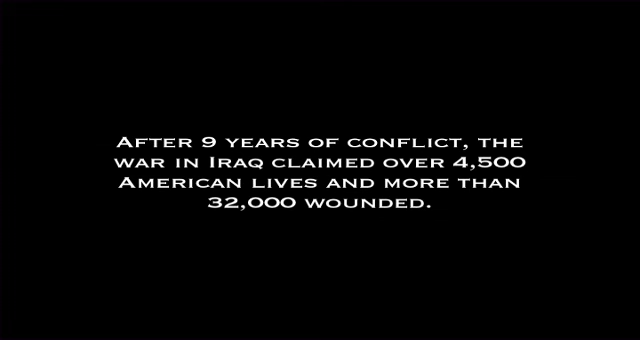 After 9 years of conflict, the
war in Iraq claimed over 4,500
American lives and more than
32,000 wounded.